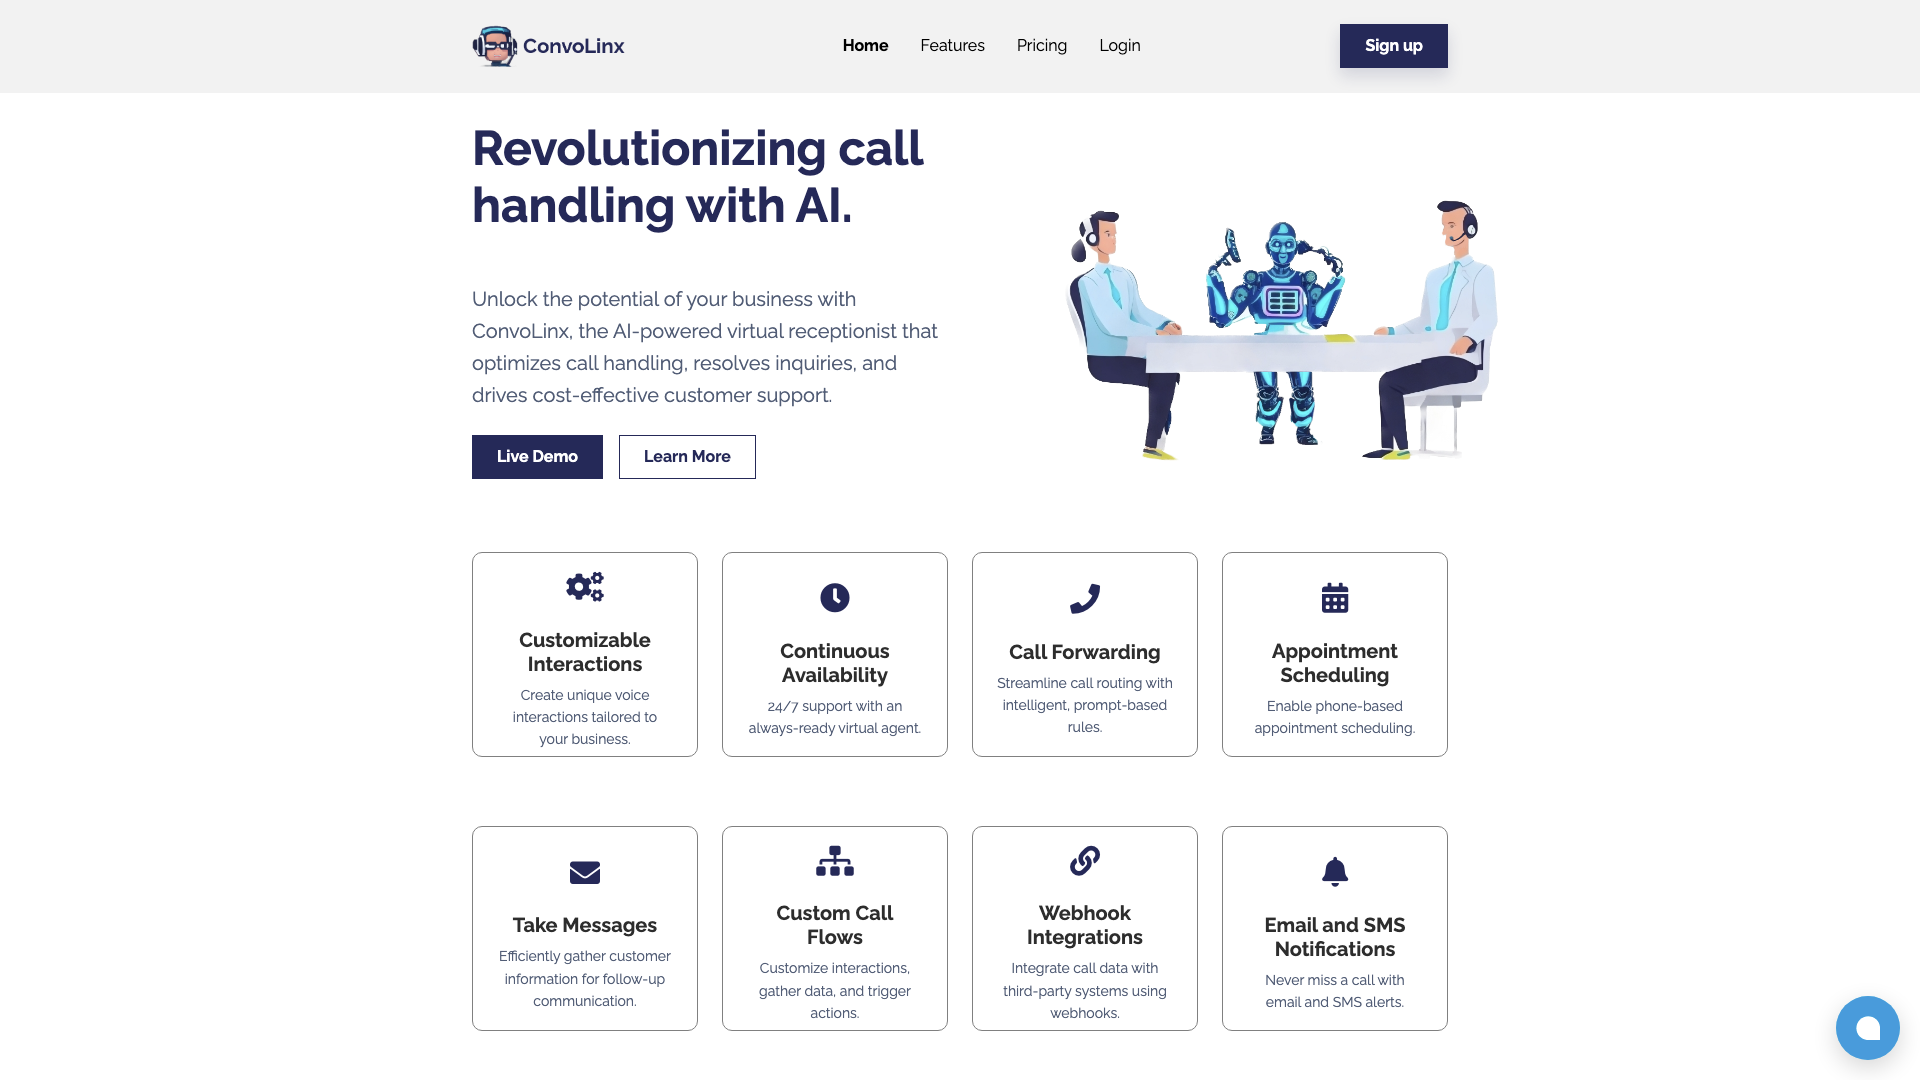 ConvoLinx
Home
Features
Pricing
Login
Sign up
Revolutionizing call
handling with AI.
Unlock the potential of your business with
ConvoLinx, the AI-powered virtual receptionist that
optimizes call handling, resolves inquiries, and
drives cost-effective customer support.
Live Demo
Learn More
Customizable
Interactions
Create unique voice
interactions tailored to
your business.
Continuous
Availability
24/7 support with an
always-ready virtual agent.
Call Forwarding
Streamline call routing with
intelligent, prompt-based
rules.
Appointment
Scheduling
Enable phone-based
appointment scheduling.
Take Messages
Efficiently gather customer
information for follow-up
communication.
Custom Call
Flows
Customize interactions,
gather data, and trigger
actions.
Webhook
Integrations
Integrate call data with
third-party systems using
webhooks.
Email and SMS
Notifications
Never miss a call with
email and SMS alerts.